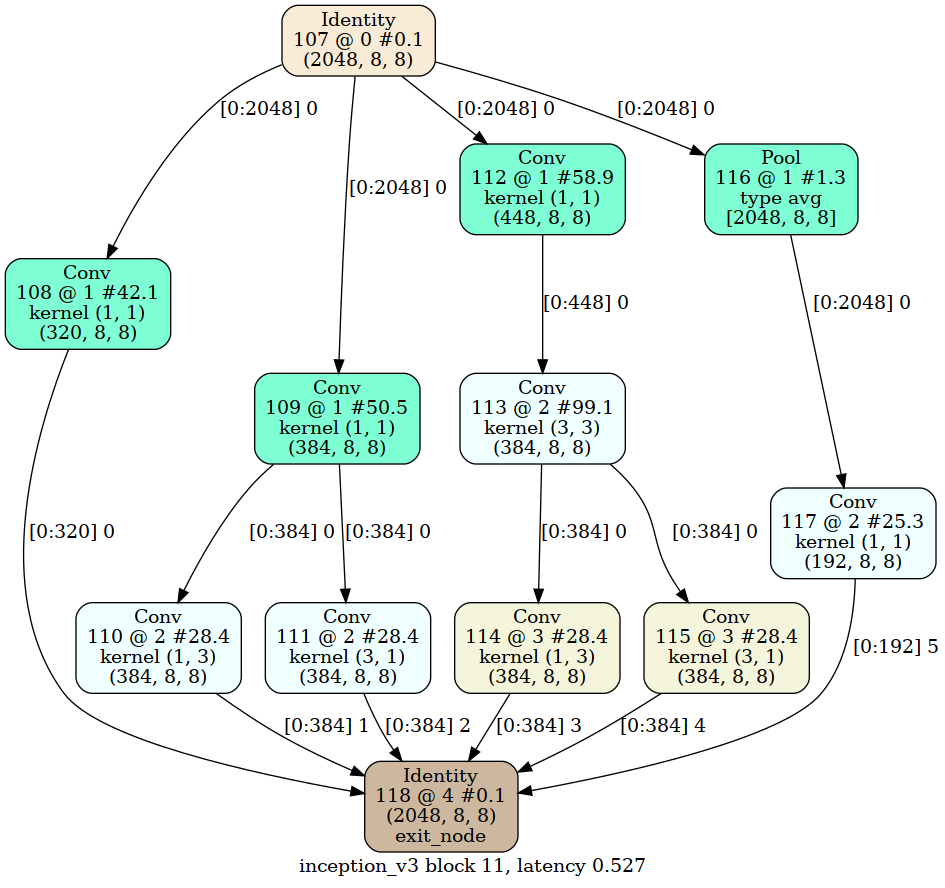 Identity
107 @ 0 #0.1
(2048, 8, 8)
[0:2048] 0
[0:2048] 0
[0:2048] 0
[0:2048] 0
Conv
112 @ 1 #58.9
kernel (1, 1)
(448, 8, 8)
Pool
116 @ 1 #1.3
type avg
[2048, 8, 8]
Conv
108 @ 1 #42.1
kernel (1, 1)
(320, 8, 8)
[0:448] 0
[0:2048] 0
Conv
109 @ 1 #50.5
kernel (1, 1)
(384, 8, 8)
Conv
113 @ 2 #99.1
kernel (3, 3)
(384, 8, 8)
[0:320] 0
[0:384] 0
[0:384] 0
[0:384] 0
[0:384] 0
Conv
117 @ 2 #25.3
kernel (1, 1)
(192, 8, 8)
Conv
110 @ 2 #28.4
kernel (1, 3)
(384, 8, 8)
Conv
111 @ 2 #28.4
kernel (3, 1)
(384, 8, 8)
Conv
114 @ 3 #28.4
kernel (1, 3)
(384, 8, 8)
Conv
115 @ 3 #28.4
kernel (3, 1)
(384, 8, 8)
[0:192] 5
[0:384] 1
[0:384] 2
[0:384] 3
[0:384] 4
Identity
118 @ 4 #0.1
(2048, 8, 8)
exit_node
inception_v3 block 11, latency 0.527